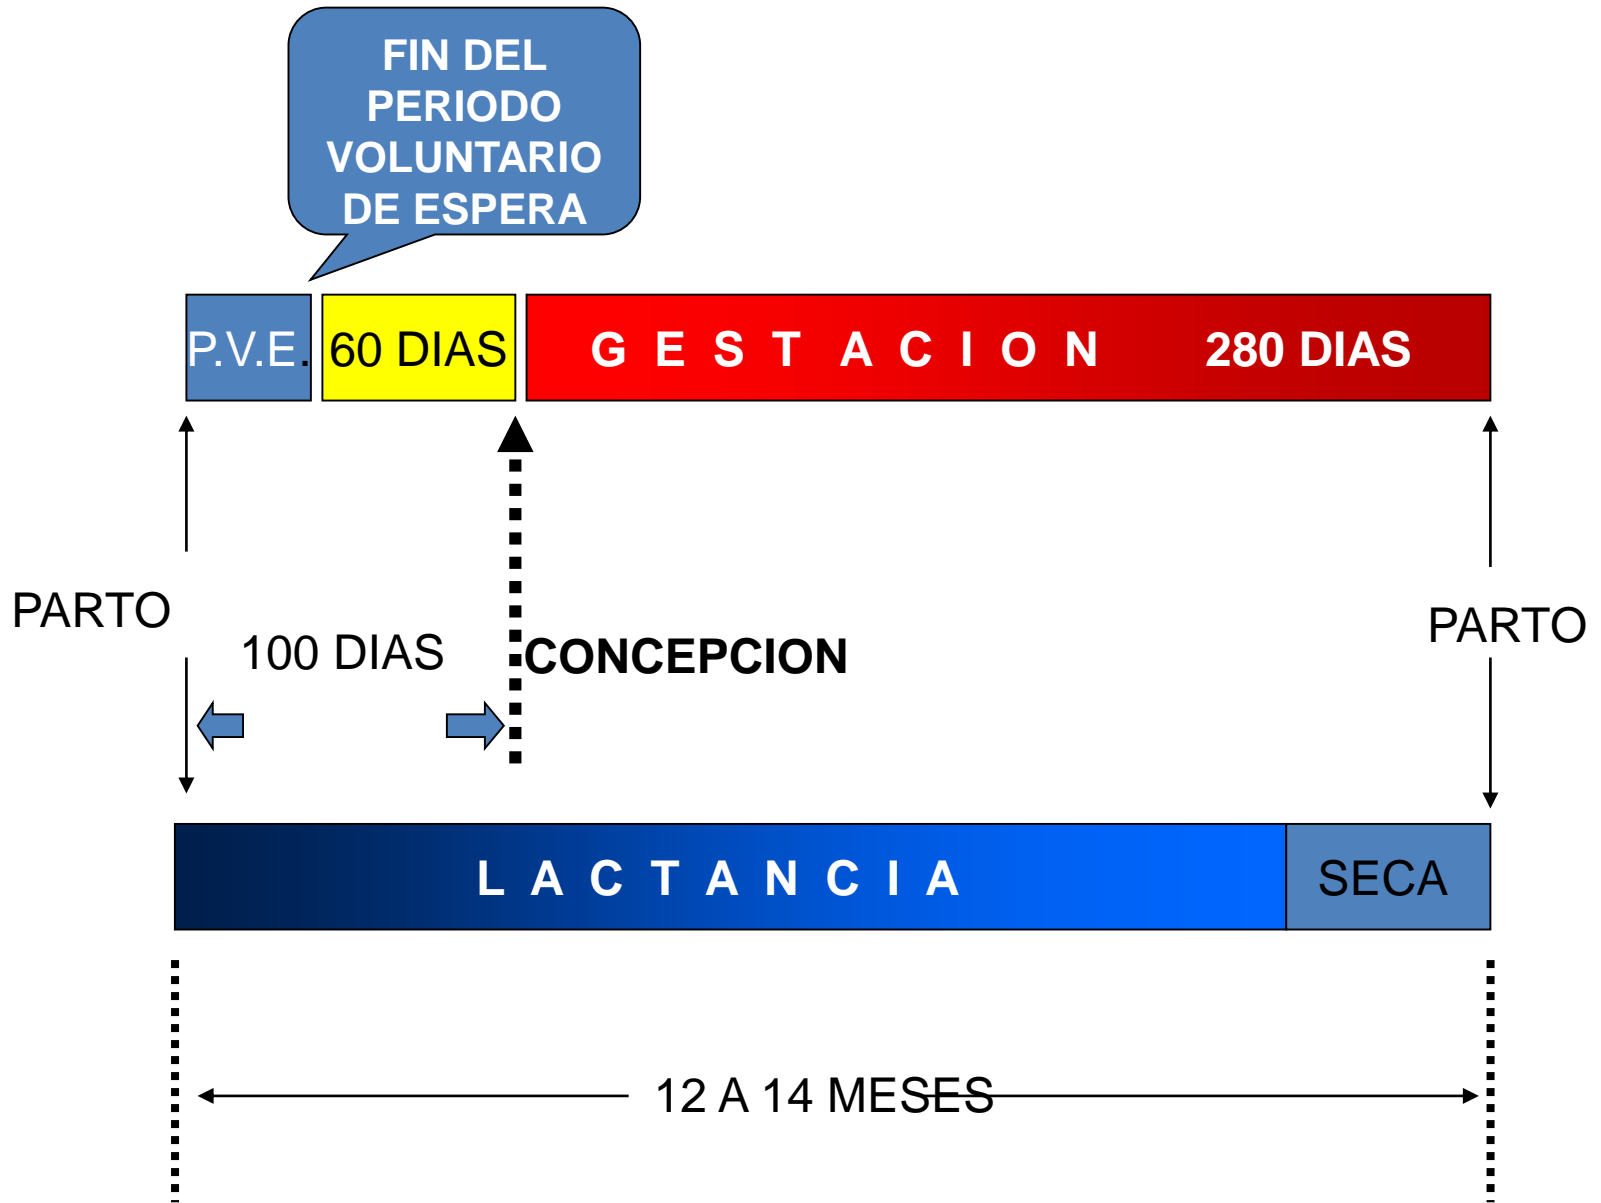 FIN DEL
PERIODO
VOLUNTARIO
DE ESPERA
P.V.E. 60 DIAS G E S T A C I O N 280 DIAS
PARTO
PARTO
100 DIAS
CONCEPCION
L A C T A N C I A SECA
12 A 14 MESES